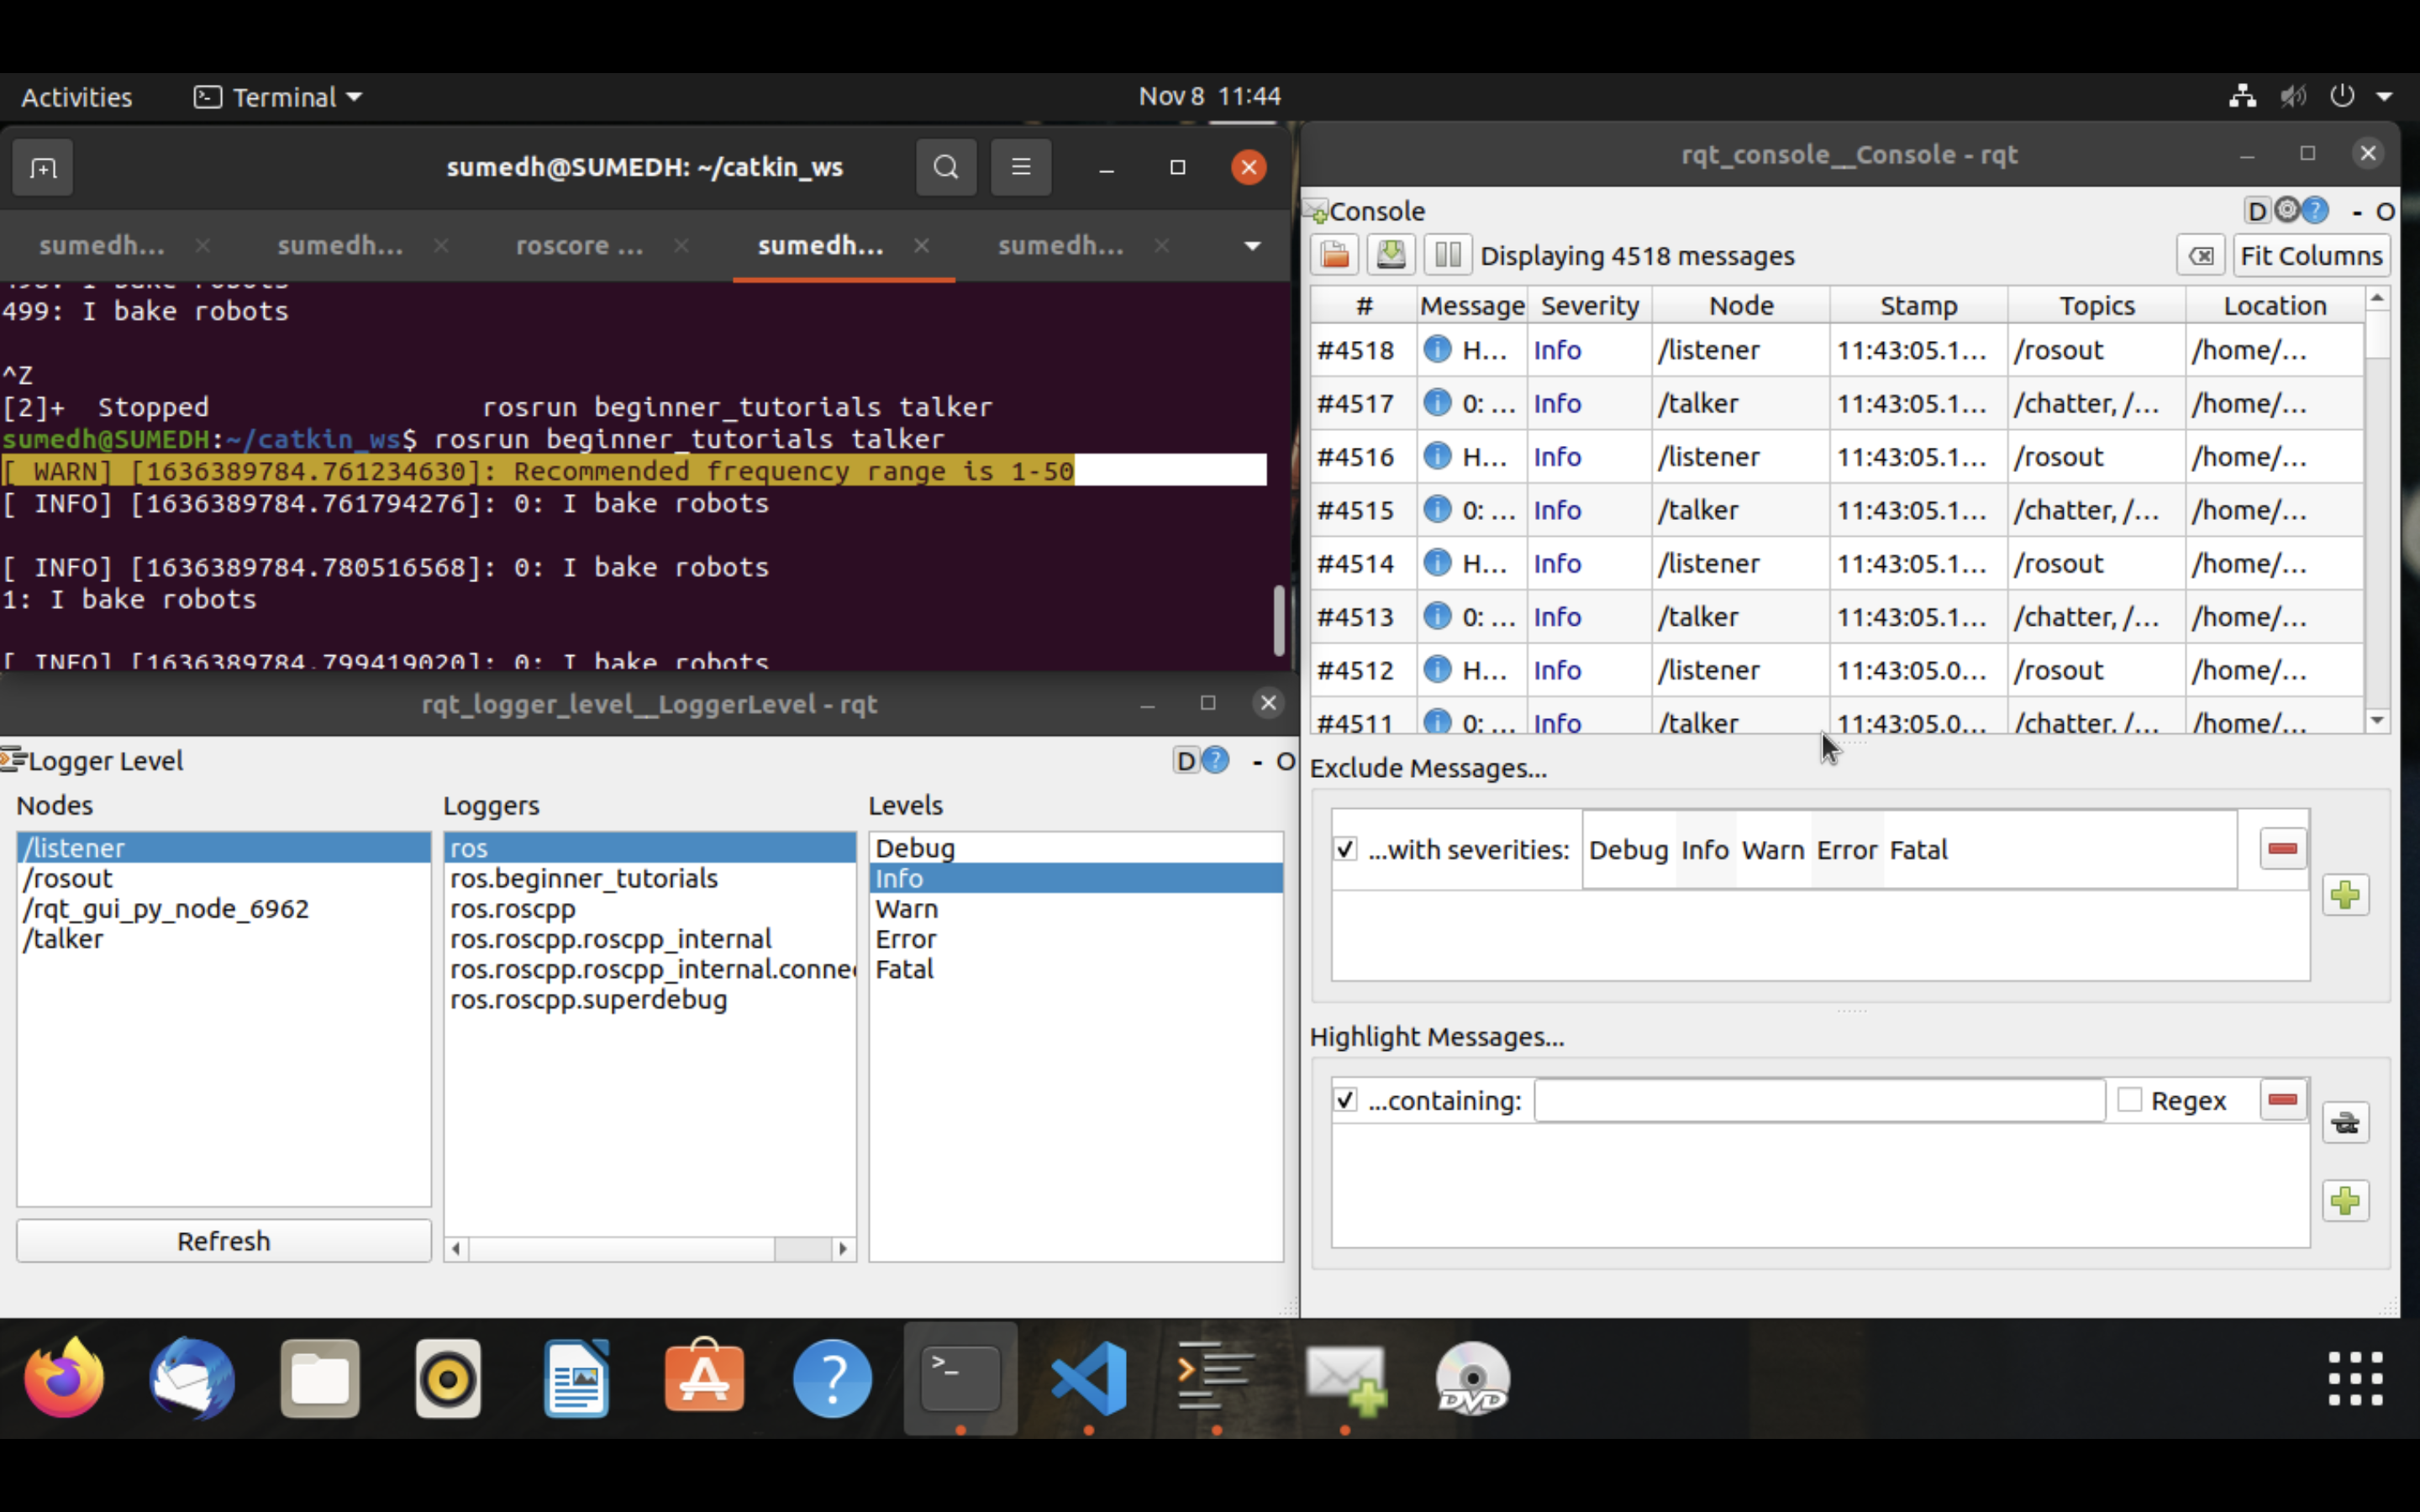 Activities
Terminal
Nov 8 11:44
sumedh@SUMEDH: ~/catkin_ws
sumedh...
sumedh...
roscore ...
sumedh...
sumedh...
498: I bake robots
499: I bake robots
^Z
[2]+  Stopped                 rosrun beginner_tutorials talker
sumedh@SUMEDH:~/catkin_ws$ rosrun beginner_tutorials talker
[ WARN] [1636389784.761234630]: Recommended frequency range is 1-50
[ INFO] [1636389784.761794276]: 0: I bake robots
[ INFO] [1636389784.780516568]: 0: I bake robots
1: I bake robots
[ INFO] [1636389784.799419020]: 0: I bake robots
rqt_logger_level__LoggerLevel - rqt
Logger Level
D ? - O
Nodes
/listener
/rosout
/rqt_gui_py_node_6962
/talker
Refresh
Loggers
ros
ros.beginner_tutorials
ros.roscpp
ros.roscpp.roscpp_internal
ros.roscpp.roscpp_internal.connec
ros.roscpp.superdebug
Levels
Debug
Info
Warn
Error
Fatal
rqt_console__Console - rqt
Console
D ? - O
Displaying 4518 messages
Fit Columns
# Message Severity Node Stamp Topics Location
#4518 H... Info /listener 11:43:05.1... /rosout /home/...
#4517 0: ... Info /talker 11:43:05.1... /chatter, /... /home/...
#4516 H... Info /listener 11:43:05.1... /rosout /home/...
#4515 0: ... Info /talker 11:43:05.1... /chatter, /... /home/...
#4514 H... Info /listener 11:43:05.1... /rosout /home/...
#4513 0: ... Info /talker 11:43:05.1... /chatter, /... /home/...
#4512 H... Info /listener 11:43:05.0... /rosout /home/...
#4511 0: ... Info /talker 11:43:05.0... /chatter, /... /home/...
Exclude Messages...
...with severities: Debug Info Warn Error Fatal
Highlight Messages...
...containing:
Regex
DVD